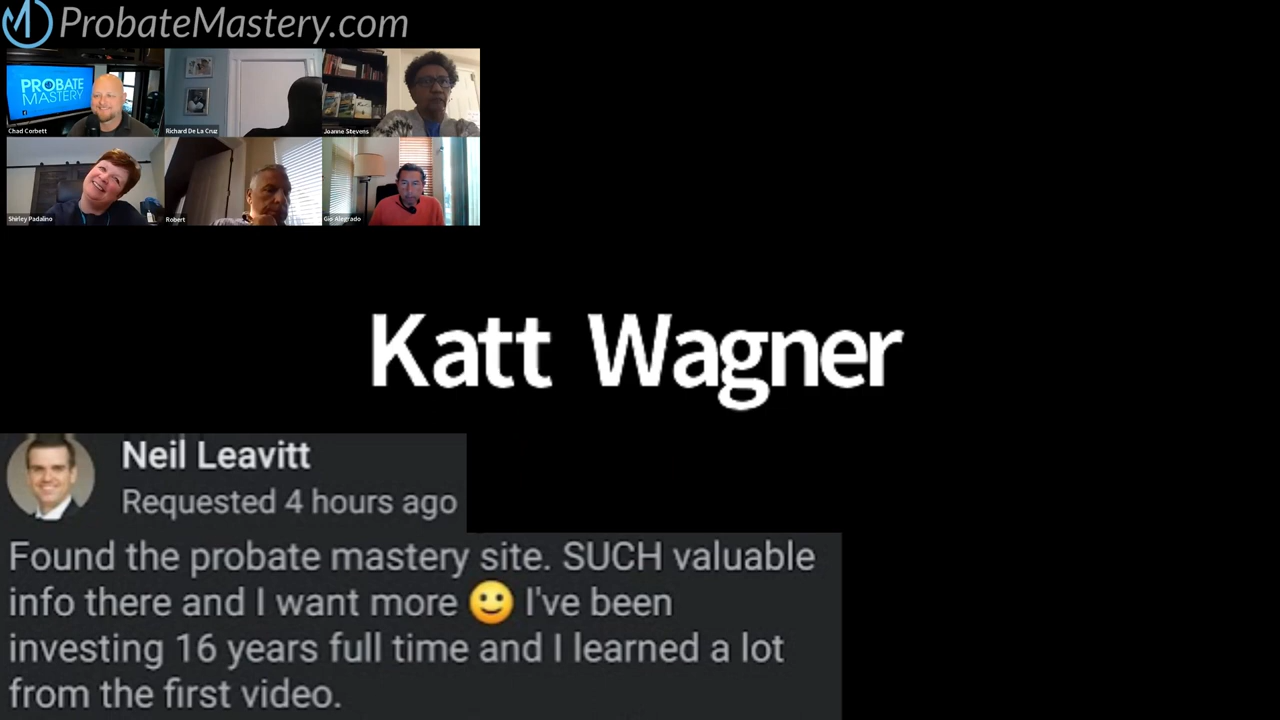 ProbateMastery.com
PROBATE
MASTERY
Chad Corbett
Richard De La Cruz
Joanne Stevens
Shirley Padalino
Robert
Gio Alegrado
Katt Wagner
Neil Leavitt
Requested 4 hours ago
Found the probate mastery site. SUCH valuable
info there and I want more 🙂 I've been
investing 16 years full time and I learned a lot
from the first video.